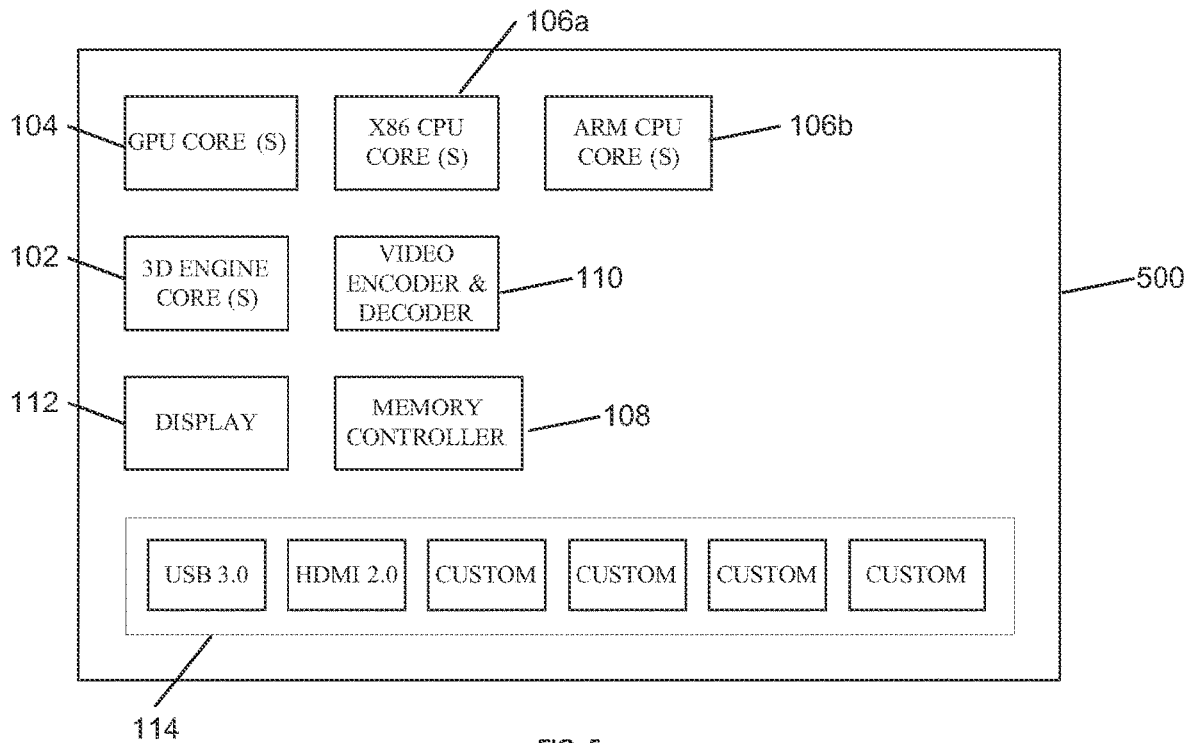 106a
104
GPU CORE (S)
X86 CPU
CORE (S)
ARM CPU
CORE (S)
106b
102
3D ENGINE
CORE (S)
VIDEO
ENCODER &
DECODER
110
500
112
DISPLAY
MEMORY
CONTROLLER
108
USB 3.0
HDMI 2.0
CUSTOM
CUSTOM
CUSTOM
CUSTOM
114